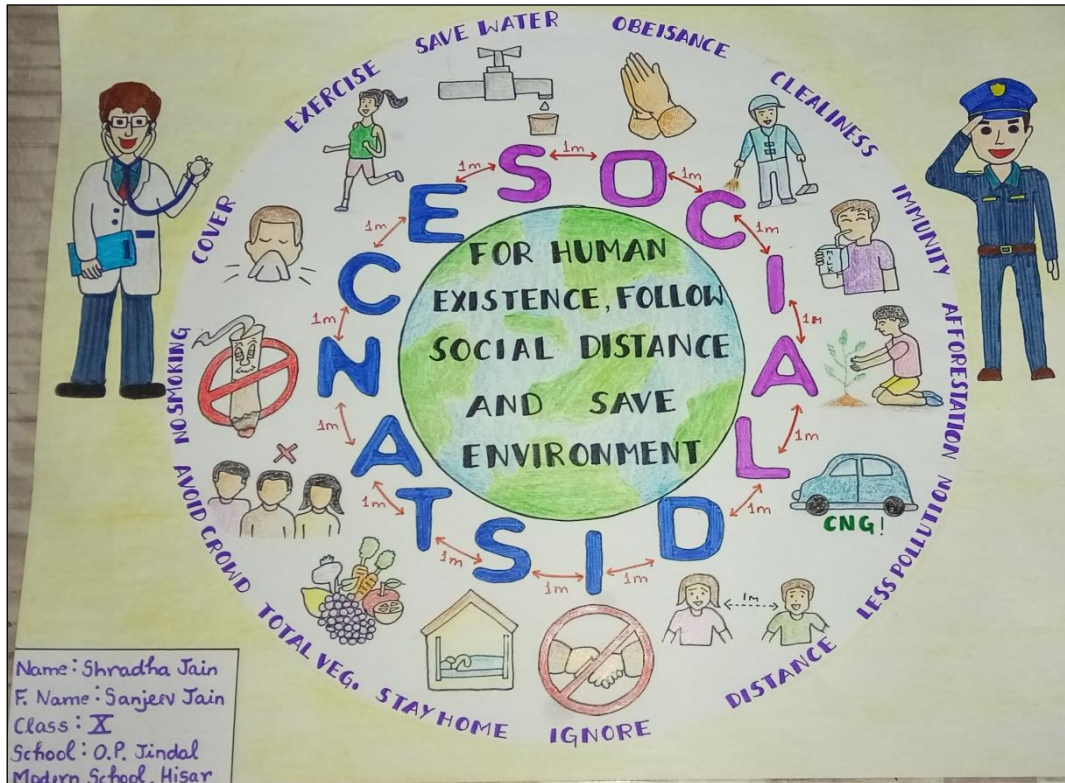 SAVE WATER
OBEISANCE
CLEALINESS
IMMUNITY
AFFORESTATION
LESS POLLUTION
DISTANCE
IGNORE
STAY HOME
TOTAL VEG.
AVOID CROWD
NO SMOKING
COVER
EXERCISE
SOCIAL
DISTANCE
1m
1m
1m
1m
1m
1m
1m
1m
1m
1m
1m
1m
1m
1m
MILK
CNG!
1M
FOR HUMAN
EXISTENCE, FOLLOW
SOCIAL DISTANCE
AND SAVE
ENVIRONMENT
Name: Shradha Jain
F. Name: Sanjeev Jain
Class: X
School: O.P. Jindal
Modern School, Hisar